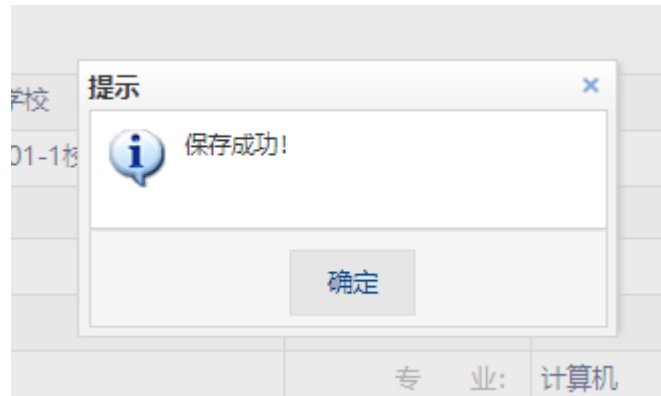 提示
学校
保存成功!
01-1校
确定
专 业:
计算机